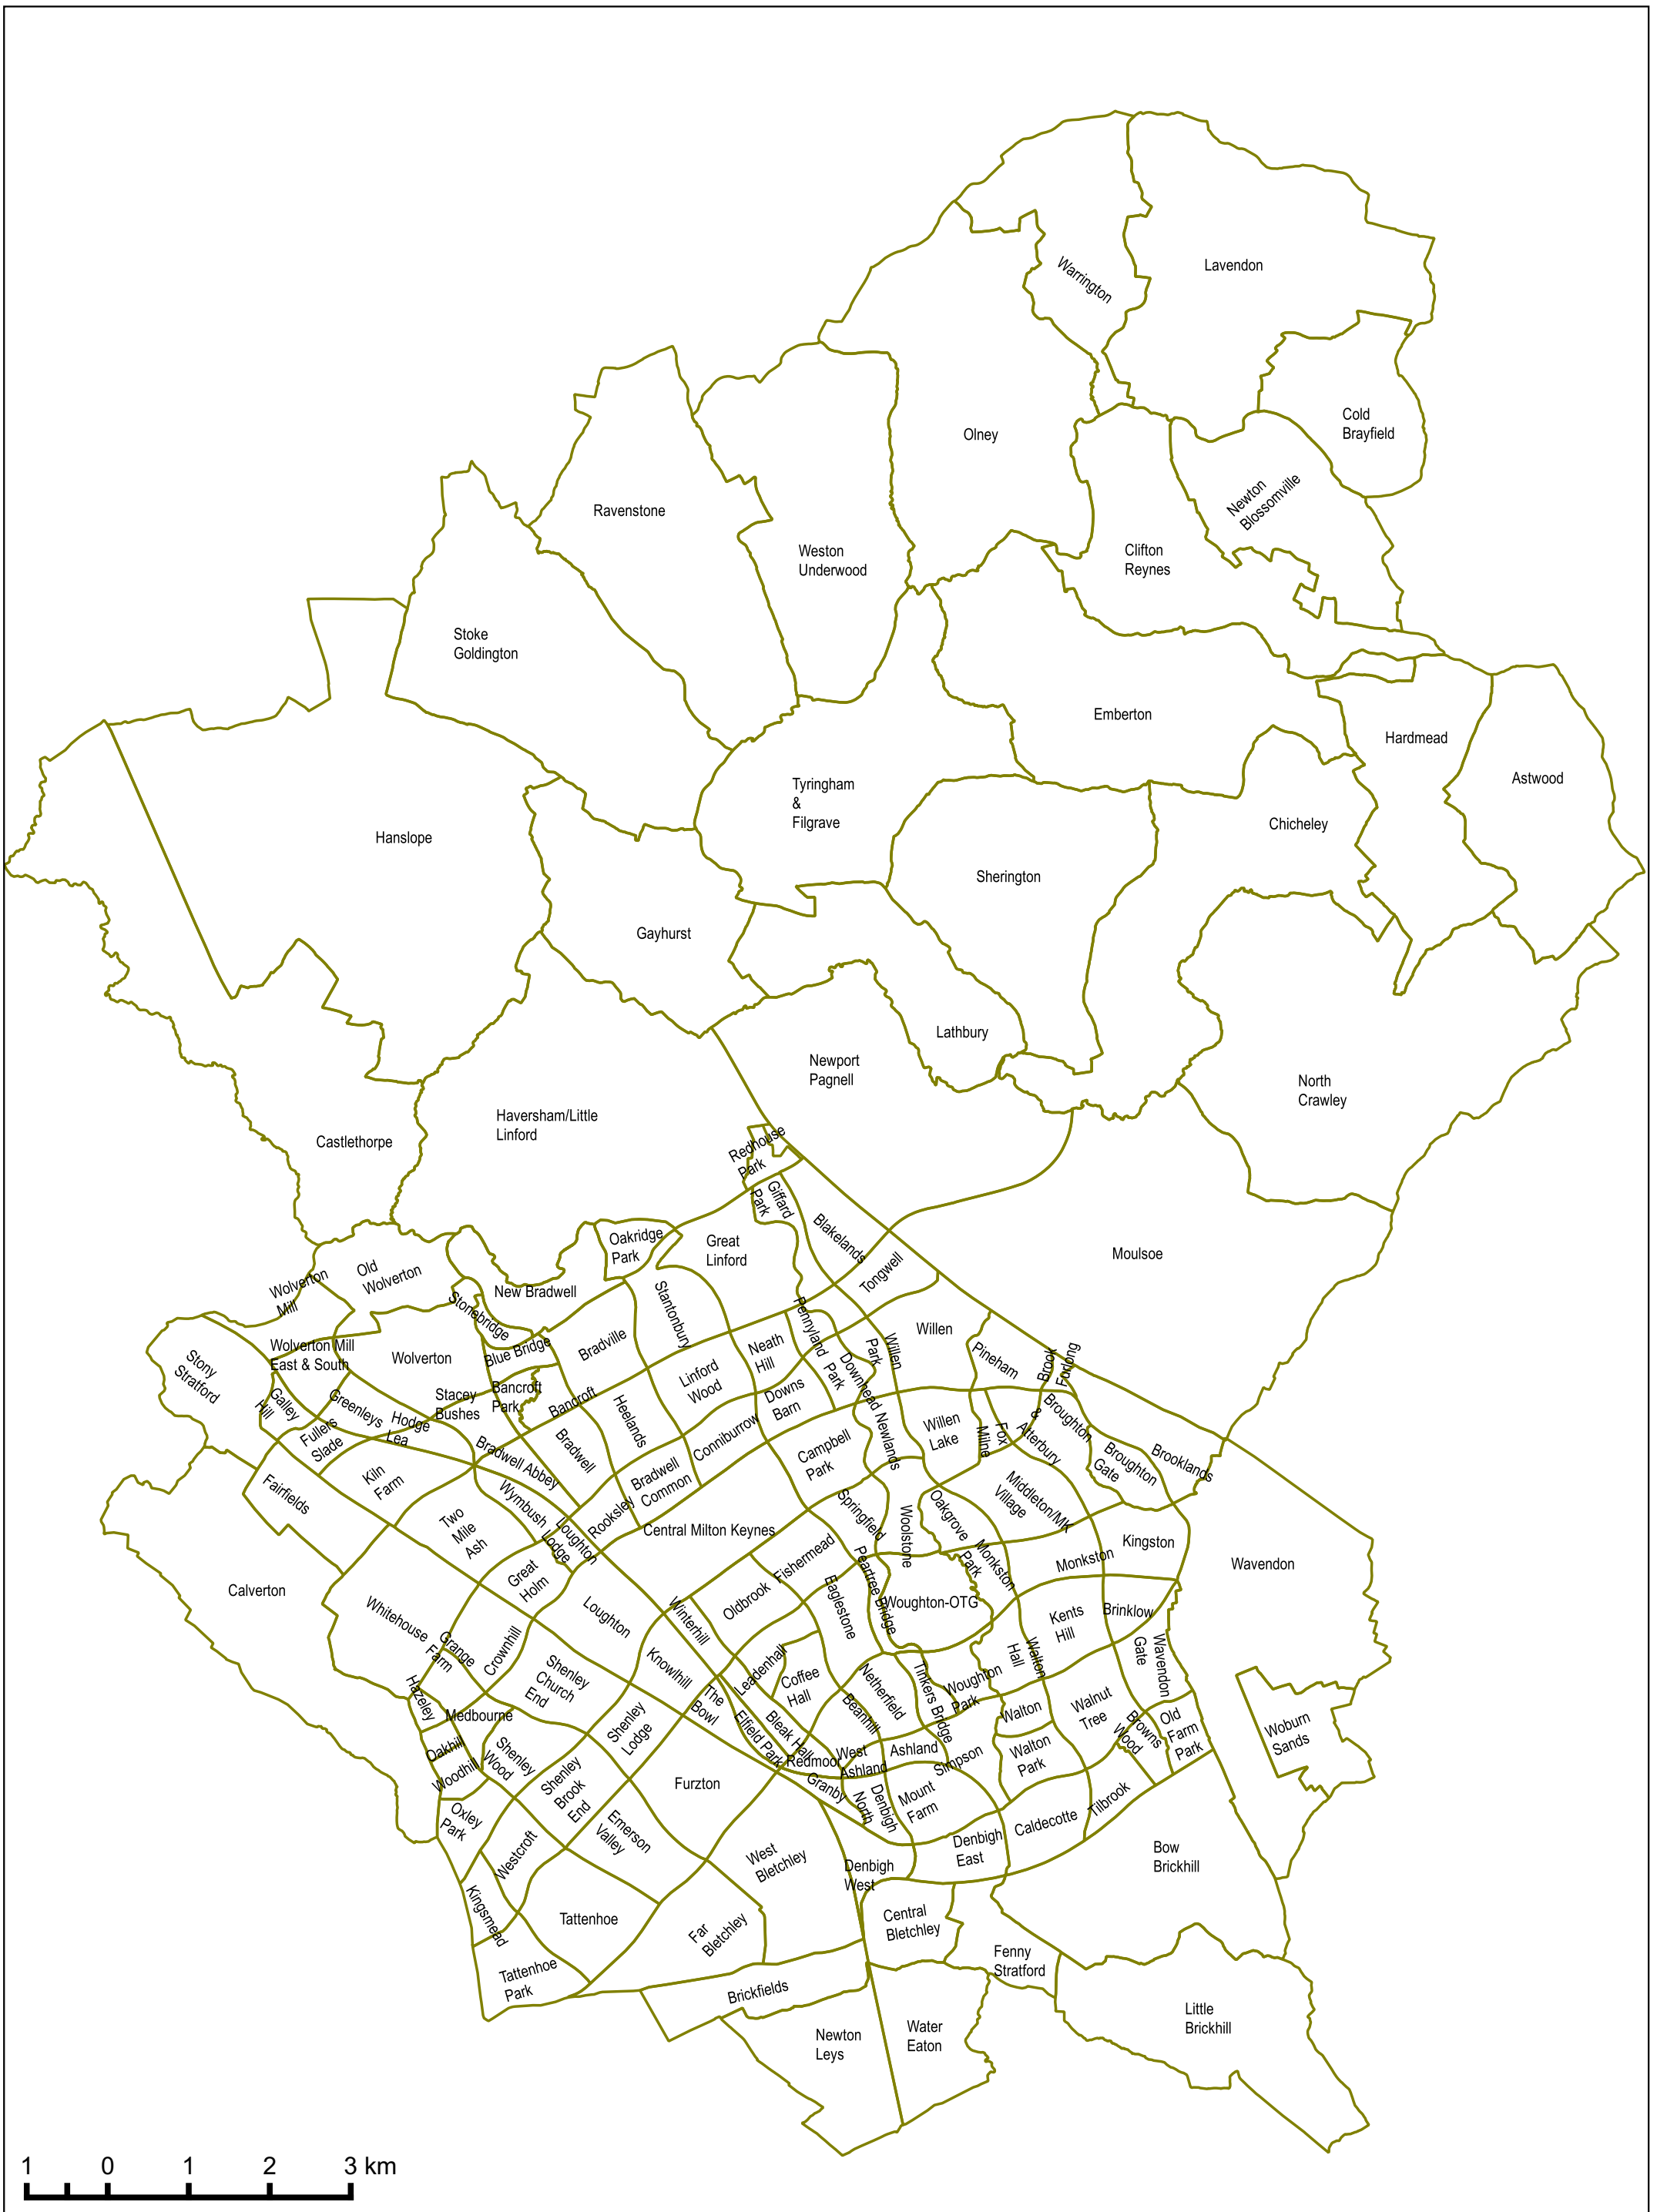 Warrington
Lavendon
Cold
Brayfield
Olney
Newton
Blossomville
Ravenstone
Weston
Underwood
Clifton
Reynes
Stoke
Goldington
Emberton
Hardmead
Astwood
Tyringham
&
Filgrave
Hanslope
Chicheley
Sherington
Gayhurst
Lathbury
Newport
Pagnell
North
Crawley
Haversham/Little
Linford
Castlethorpe
Redhouse
Park
Giffard
Park
Blakelands
Oakridge
Park
Great
Linford
Moulsoe
Tongwell
Old
Wolverton
Wolverton
Mill
New Bradwell
Stonebridge
Stantonbury
Pennyland
Willen
Willen
Park
Wolverton Mill
East & South
Wolverton
Blue Bridge
Bradville
Neath
Hill
Downhead
Park
Pineham
Brook
Furlong
Stony
Stratford
Galley
Hill
Greenleys
Stacey
Bushes
Bancroft
Park
Bancroft
Linford
Wood
Downs
Barn
Fullers
Slade
Hodge
Lea
Heelands
Conniburrow
Newlands
Willen
Lake
Fox
Milne
Broughton
&
Atterbury
Broughton
Gate
Brooklands
Kiln
Farm
Bradwell Abbey
Bradwell
Bradwell
Common
Campbell
Park
Fairfields
Wymbush
Rooksley
Central Milton Keynes
Springfield
Woolstone
Oakgrove
Middleton/MK
Village
Two
Mile
Ash
Loughton
Lodge
Kingston
Great
Holm
Fishermead
Peartree Bridge
Monkston
Park
Monkston
Wavendon
Calverton
Whitehouse
Loughton
Winterhill
Oldbrook
Eaglestone
Woughton-OTG
Kents
Hill
Brinklow
Grange
Farm
Crownhill
Shenley
Church
End
Knowlhill
Leadenhall
Coffee
Hall
Netherfield
Tinkers Bridge
Woughton
Park
Walton
Hall
Wavendon
Gate
Hazeley
Medbourne
Shenley
Lodge
The
Bowl
Elfield Park
Bleak Hall
Beanhill
Walton
Walnut
Tree
Browns
Wood
Old
Farm
Park
Woburn
Sands
Oakhill
Woodhill
Shenley
Wood
Shenley
Brook
End
Furzton
Redmoor
West
Ashland
Ashland
Simpson
Walton
Park
Oxley
Park
Westcroft
Emerson
Valley
Granby
Denbigh
North
Mount
Farm
Caldecotte
Tilbrook
West
Bletchley
Denbigh
West
Denbigh
East
Bow
Brickhill
Kingsmead
Tattenhoe
Far
Bletchley
Central
Bletchley
Tattenhoe
Park
Fenny
Stratford
Brickfields
Newton
Leys
Water
Eaton
Little
Brickhill
1 0 1 2 3 km